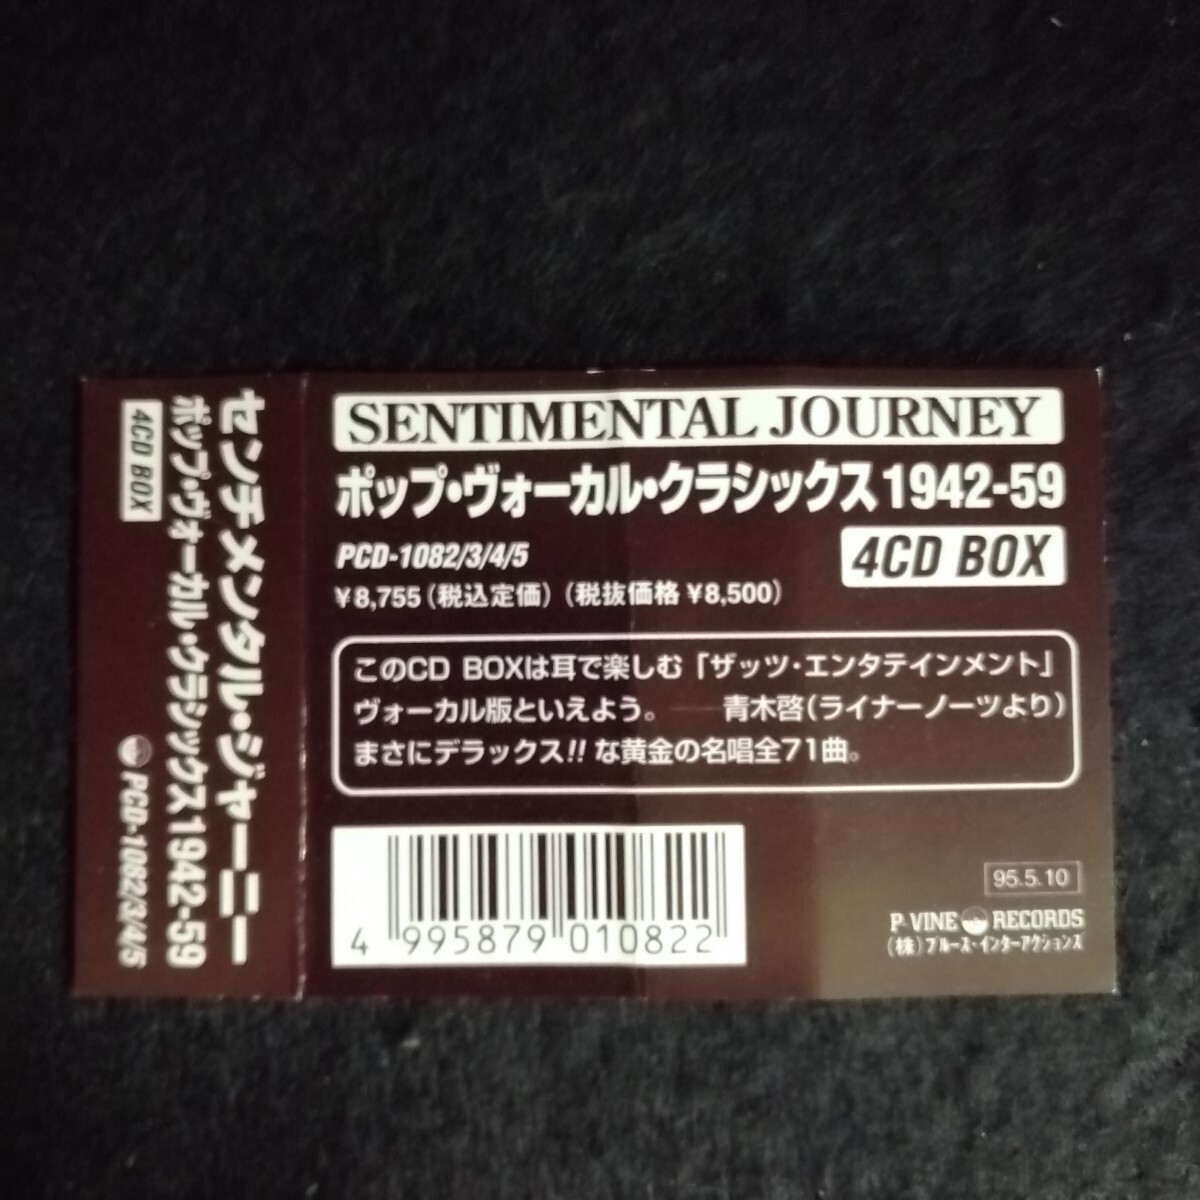 センチメンタル・ジャーニー
ポップ・ヴォーカル・クラシックス1942-59
4CD BOX
PCD-1082/3/4/5
SENTIMENTAL JOURNEY
ポップ・ヴォーカル・クラシックス1942-59
PCD-1082/3/4/5
4CD BOX
¥8,755(税込定価)(税抜価格 ¥8,500)
このCD BOXは耳で楽しむ「ザッツ・エンタテインメント」
ヴォーカル版といえよう。 ──青木啓(ライナーノーツより)
まさにデラックス!! な黄金の名唱全71曲。
4 995879 010822
95.5.10
P-VINE RECORDS
(株)ブルース・インターアクションズ